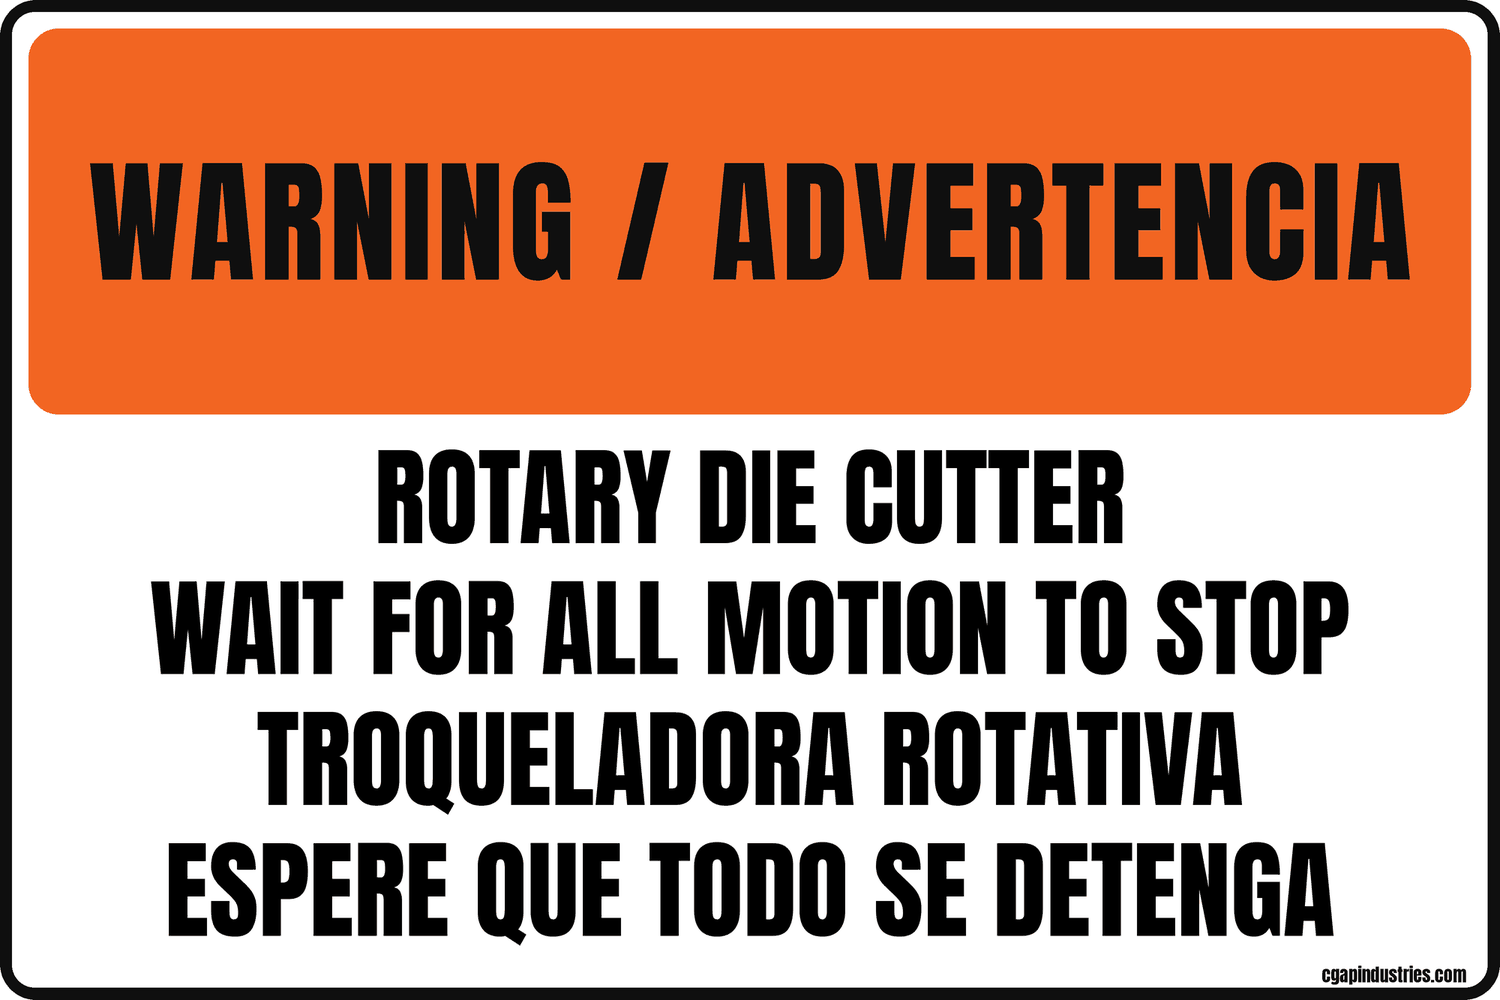 WARNING / ADVERTENCIA
ROTARY DIE CUTTER
WAIT FOR ALL MOTION TO STOP
TROQUELADORA ROTATIVA
ESPERE QUE TODO SE DETENGA
cgapindustries.com